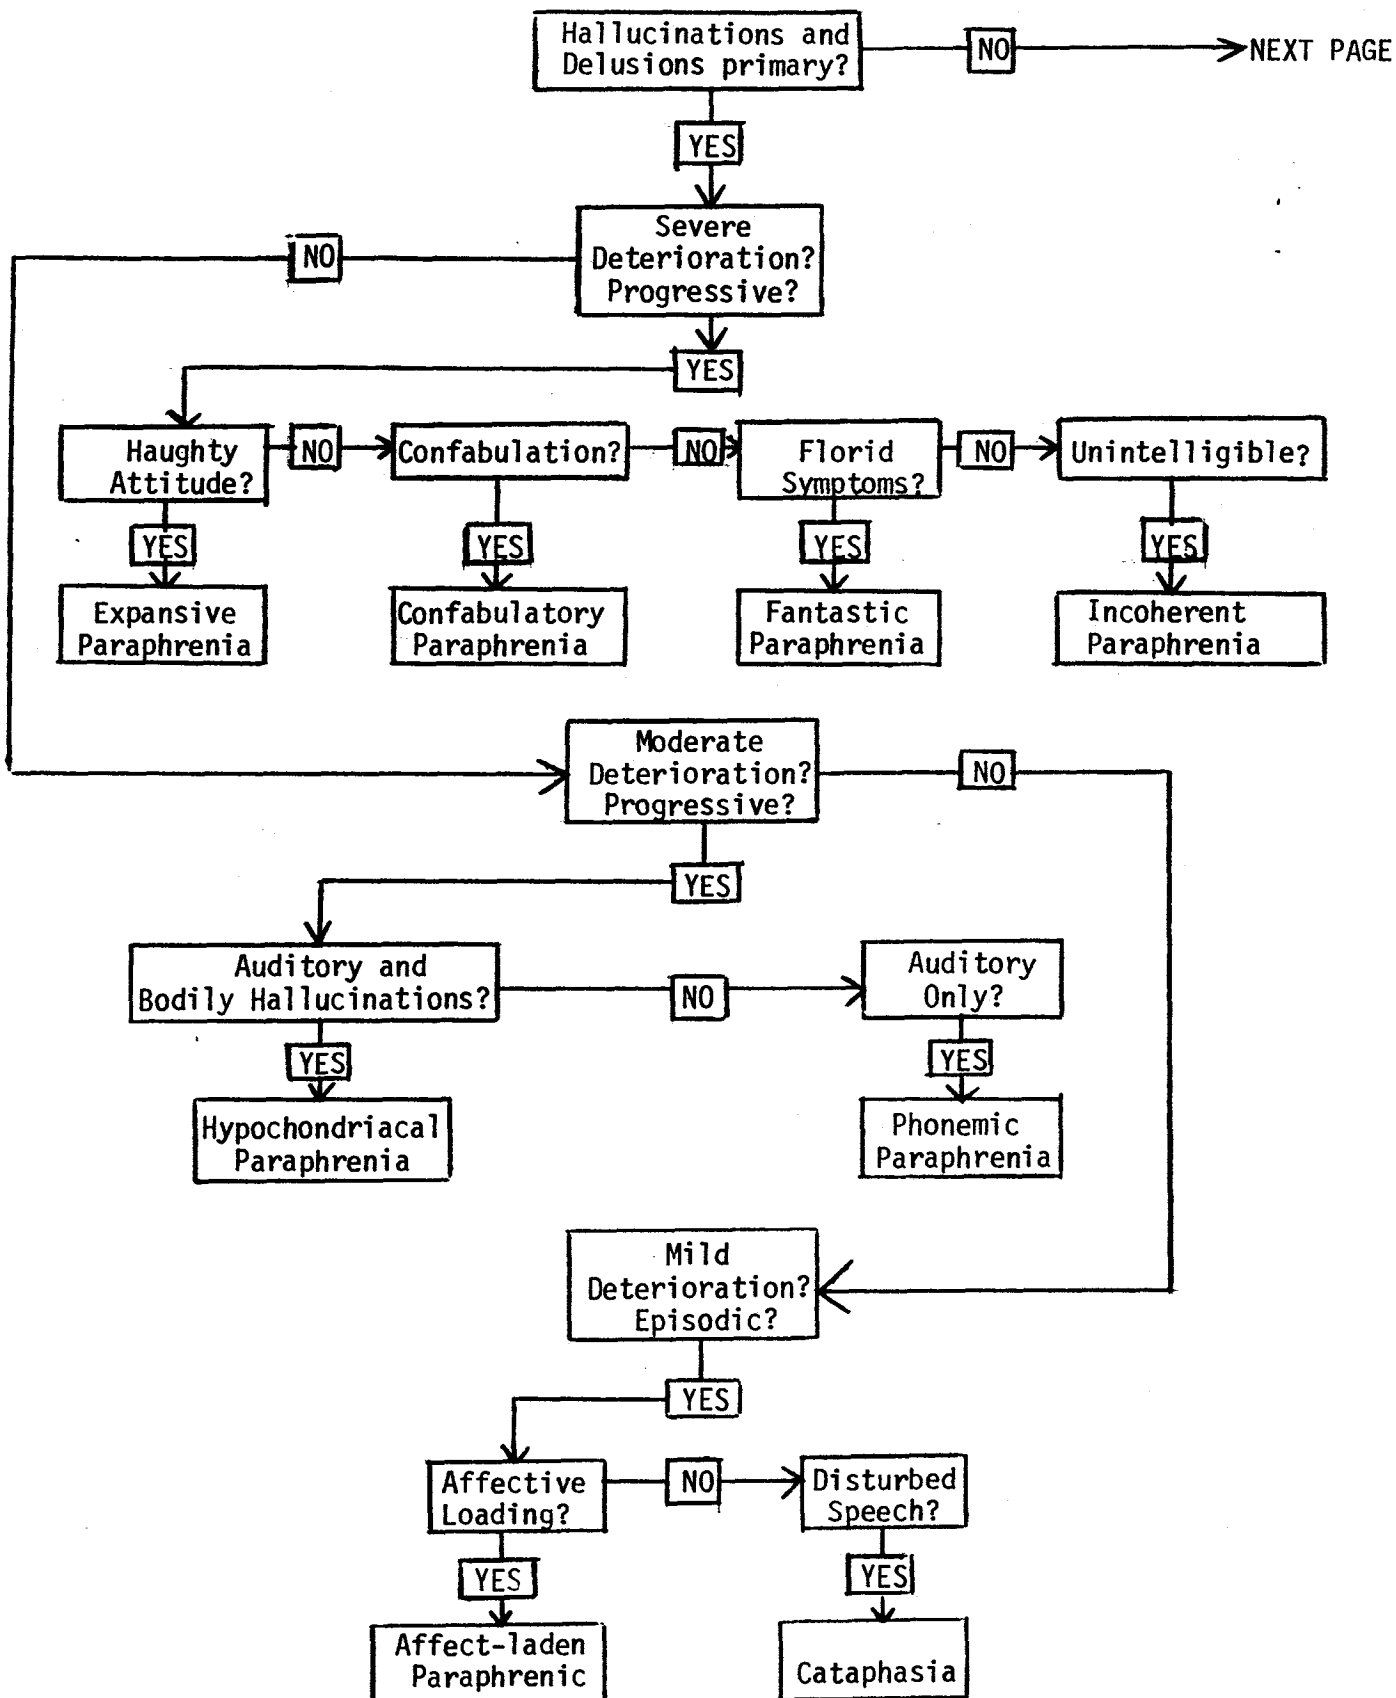 Hallucinations and
Delusions primary?
NO
NEXT PAGE
YES
Severe
Deterioration?
Progressive?
NO
YES
Haughty
Attitude?
NO
Confabulation?
NO
Florid
Symptoms?
NO
Unintelligible?
YES
YES
YES
YES
Expansive
Paraphrenia
Confabulatory
Paraphrenia
Fantastic
Paraphrenia
Incoherent
Paraphrenia
Moderate
Deterioration?
Progressive?
NO
YES
Auditory and
Bodily Hallucinations?
NO
Auditory
Only?
YES
YES
Hypochondriacal
Paraphrenia
Phonemic
Paraphrenia
Mild
Deterioration?
Episodic?
YES
Affective
Loading?
NO
Disturbed
Speech?
YES
YES
Affect-laden
Paraphrenic
Cataphasia